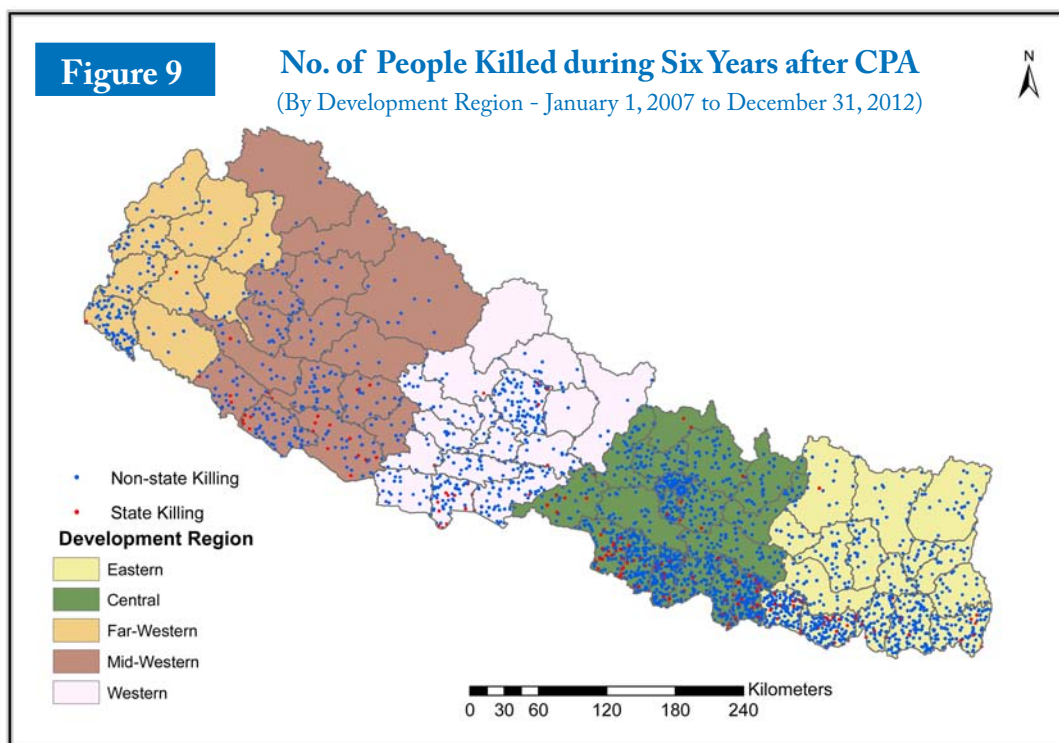 Figure 9
No. of People Killed during Six Years after CPA
(By Development Region - January 1, 2007 to December 31, 2012)
N
Non-state Killing
State Killing
Development Region
Eastern
Central
Far-Western
Mid-Western
Western
Kilometers
0 30 60 120 180 240